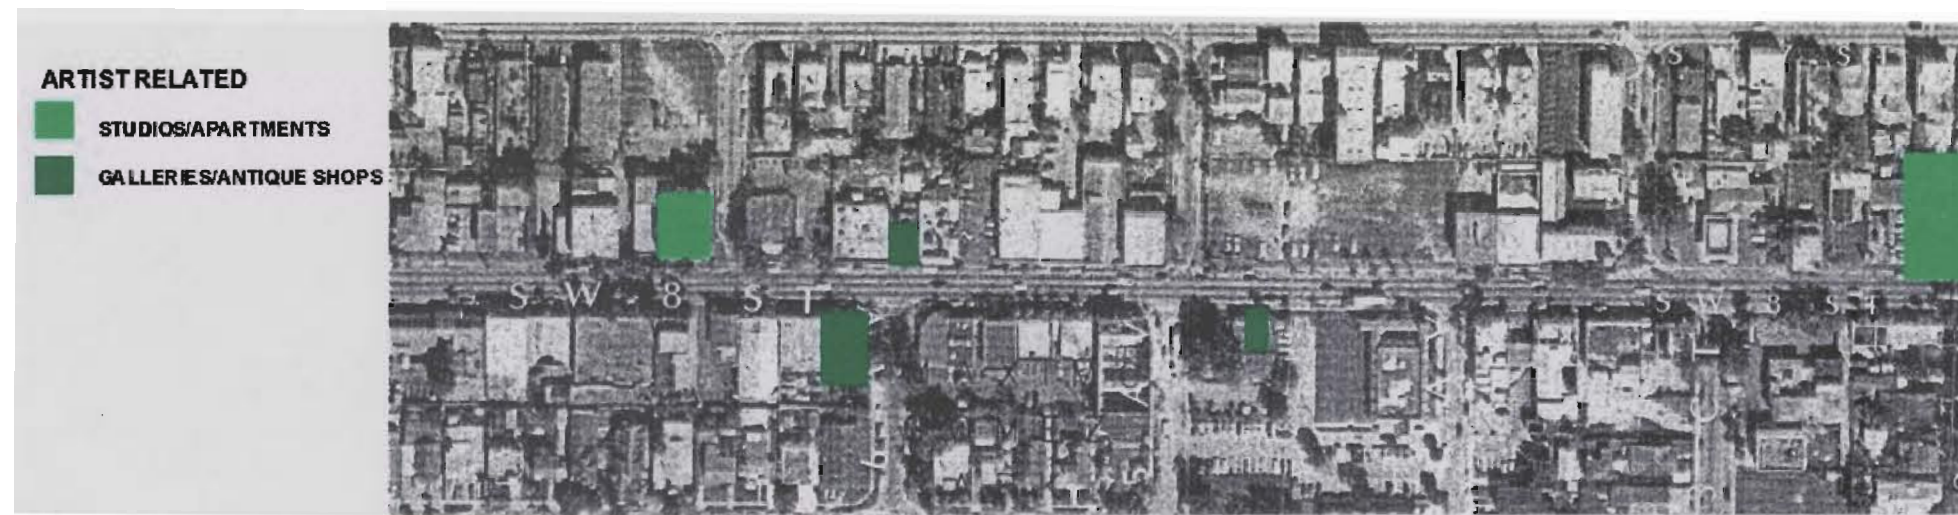 ARTIST RELATED
STUDIOS/APARTMENTS
GALLERIES/ANTIQUE SHOPS
S W 8 S T
S W 8 S T